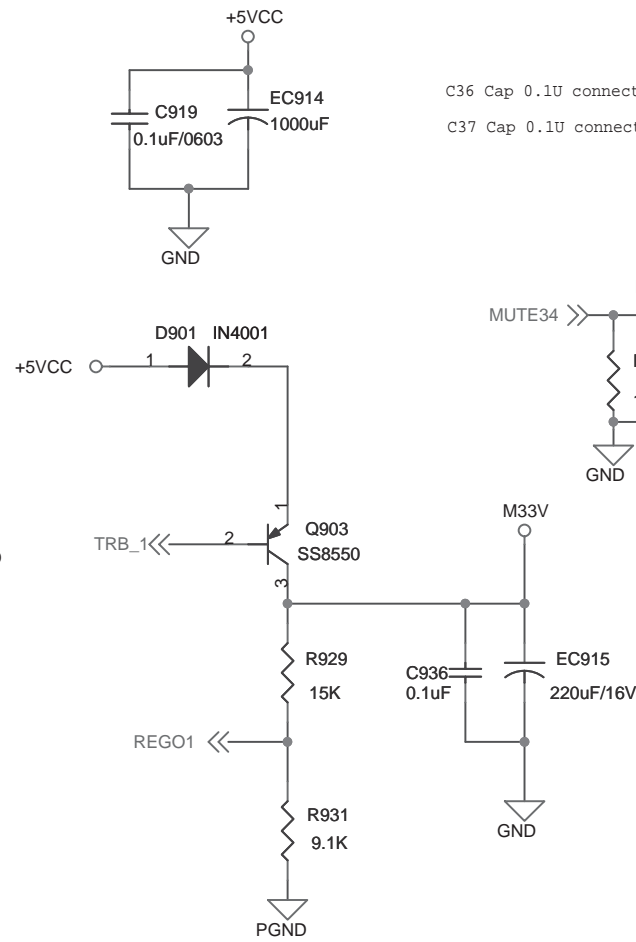 +5VCC
C919
0.1uF/0603
EC914
1000uF
GND
C36 Cap 0.1U connect
C37 Cap 0.1U connect
MUTE34
GND
D901 IN4001
+5VCC
1
2
1
TRB_1
2
Q903
SS8550
3
M33V
R929
15K
C936
0.1uF
EC915
220uF/16V
REGO1
R931
9.1K
GND
PGND